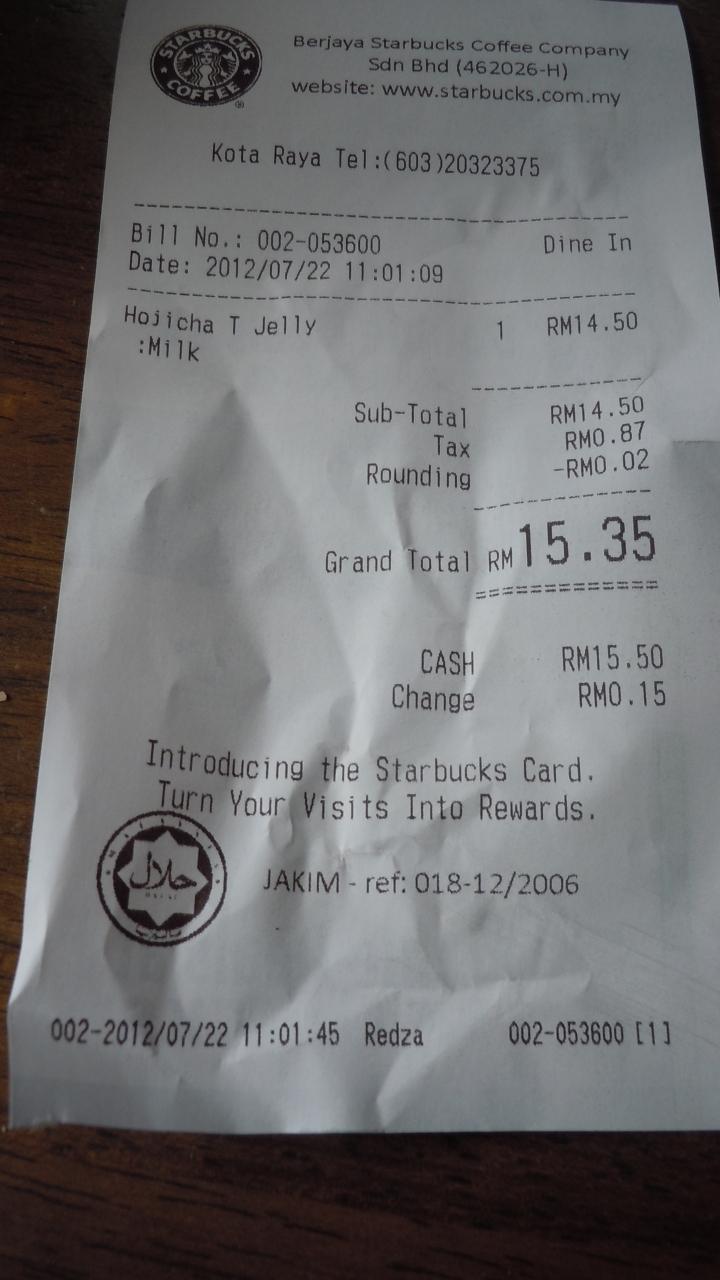 STARBUCKS COFFEE ®
Berjaya Starbucks Coffee Company
Sdn Bhd (462026-H)
website: www.starbucks.com.my
Kota Raya Tel:(603)20323375
Bill No.: 002-053600 Dine In
Date: 2012/07/22 11:01:09
Hojicha T Jelly 1 RM14.50
:Milk
Sub-Total RM14.50
Tax RM0.87
Rounding -RM0.02
Grand Total RM15.35
CASH RM15.50
Change RM0.15
Introducing the Starbucks Card.
Turn Your Visits Into Rewards.
حلال
HALAL
JAKIM - ref: 018-12/2006
002-2012/07/22 11:01:45 Redza 002-053600 [1]